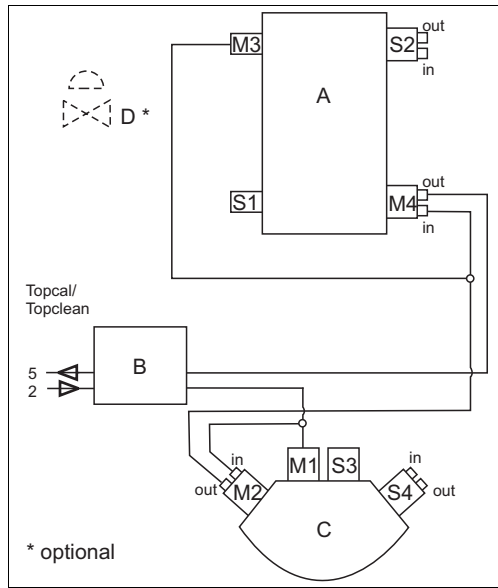 out
M3
S2
in
A
D *
out
S1
M4
in
Topcal/
Topclean
B
5
2
in
M1
S3
in
out
M2
S4
out
C
* optional